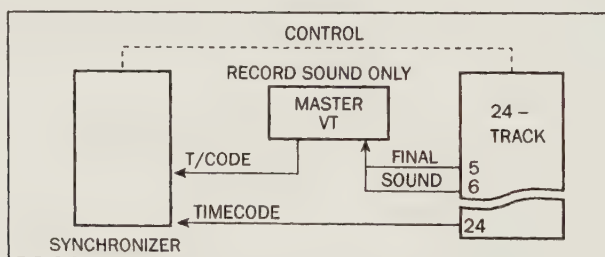 CONTROL
RECORD SOUND ONLY
MASTER
VT
24 –
TRACK
T/CODE
FINAL
5
SOUND
6
TIMECODE
24
SYNCHRONIZER